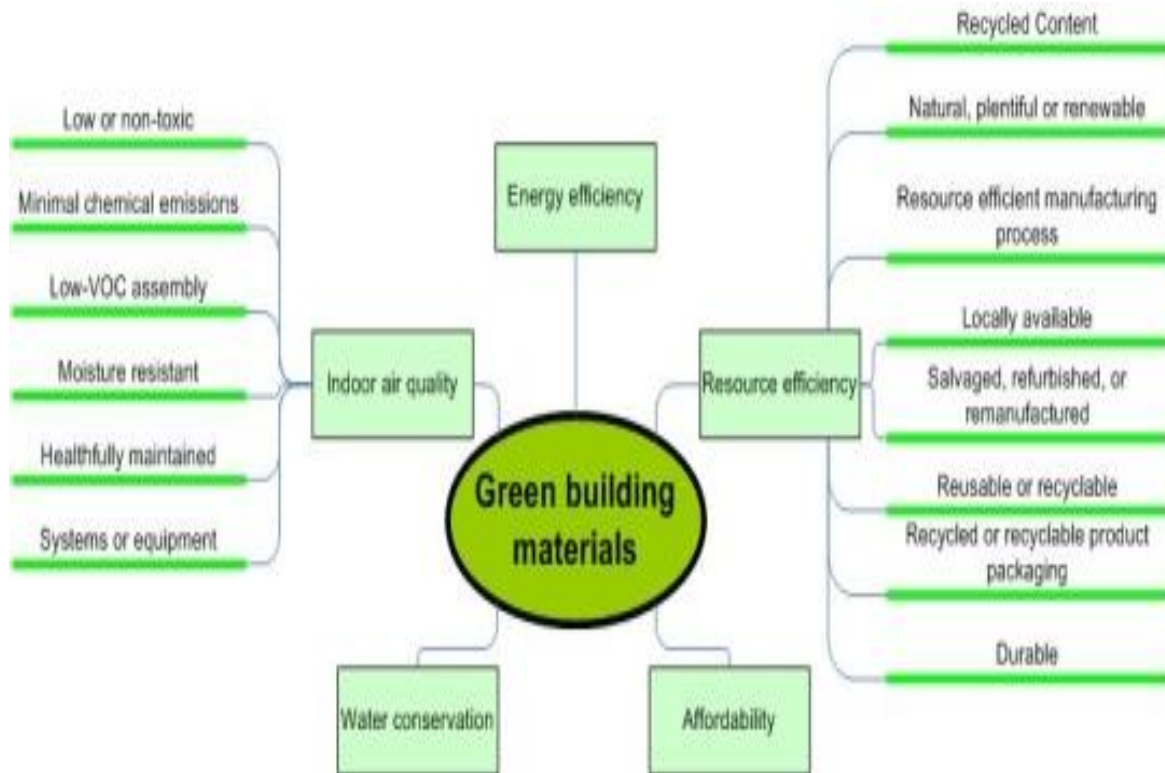 Low or non-toxic
Minimal chemical emissions
Low-VOC assembly
Moisture resistant
Healthfully maintained
Systems or equipment
Indoor air quality
Energy efficiency
Green building
materials
Water conservation
Affordability
Resource efficiency
Recycled Content
Natural, plentiful or renewable
Resource efficient manufacturing
process
Locally available
Salvaged, refurbished, or
remanufactured
Reusable or recyclable
Recycled or recyclable product
packaging
Durable